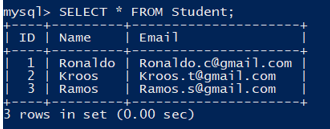 mysql> SELECT * FROM Student;
+----+---------+--------------------+
| ID | Name    | Email              |
+----+---------+--------------------+
|  1 | Ronaldo | Ronaldo.c@gmail.com |
|  2 | Kroos   | Kroos.t@gmail.com  |
|  3 | Ramos   | Ramos.s@gmail.com  |
+----+---------+--------------------+
3 rows in set (0.00 sec)